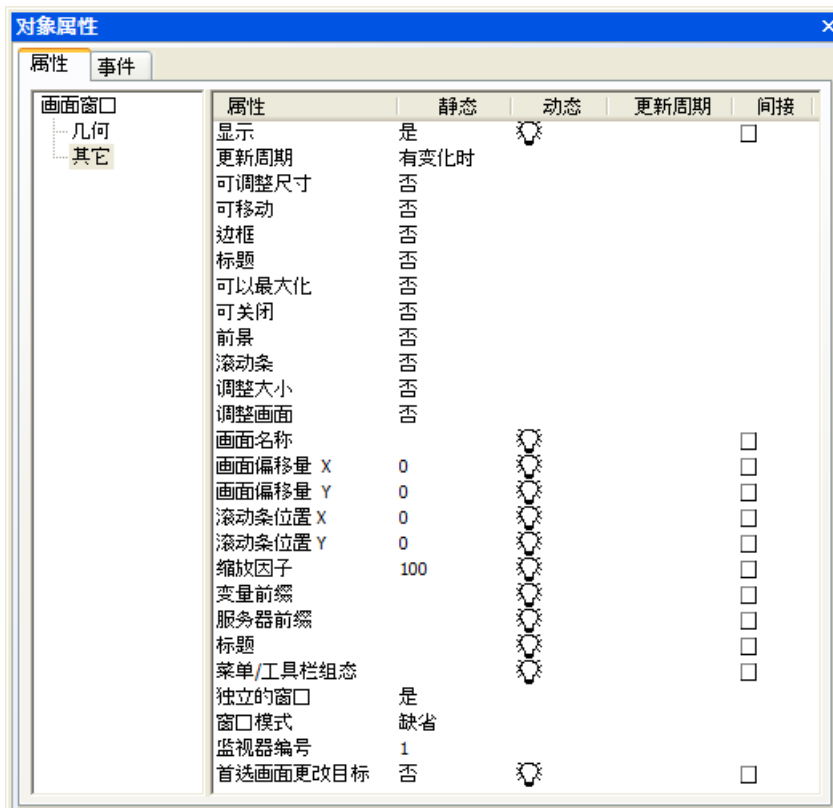 对象属性
属性 事件
画面窗口
几何
其它
属性 静态 动态 更新周期 间接
显示 是
更新周期 有变化时
可调整尺寸 否
可移动 否
边框 否
标题 否
可以最大化 否
可关闭 否
前景 否
滚动条 否
调整大小 否
调整画面 否
画面名称
画面偏移量 X 0
画面偏移量 Y 0
滚动条位置 X 0
滚动条位置 Y 0
缩放因子 100
变量前缀
服务器前缀
标题
菜单/工具栏组态
独立的窗口 是
窗口模式 缺省
监视器编号 1
首选画面更改目标 否